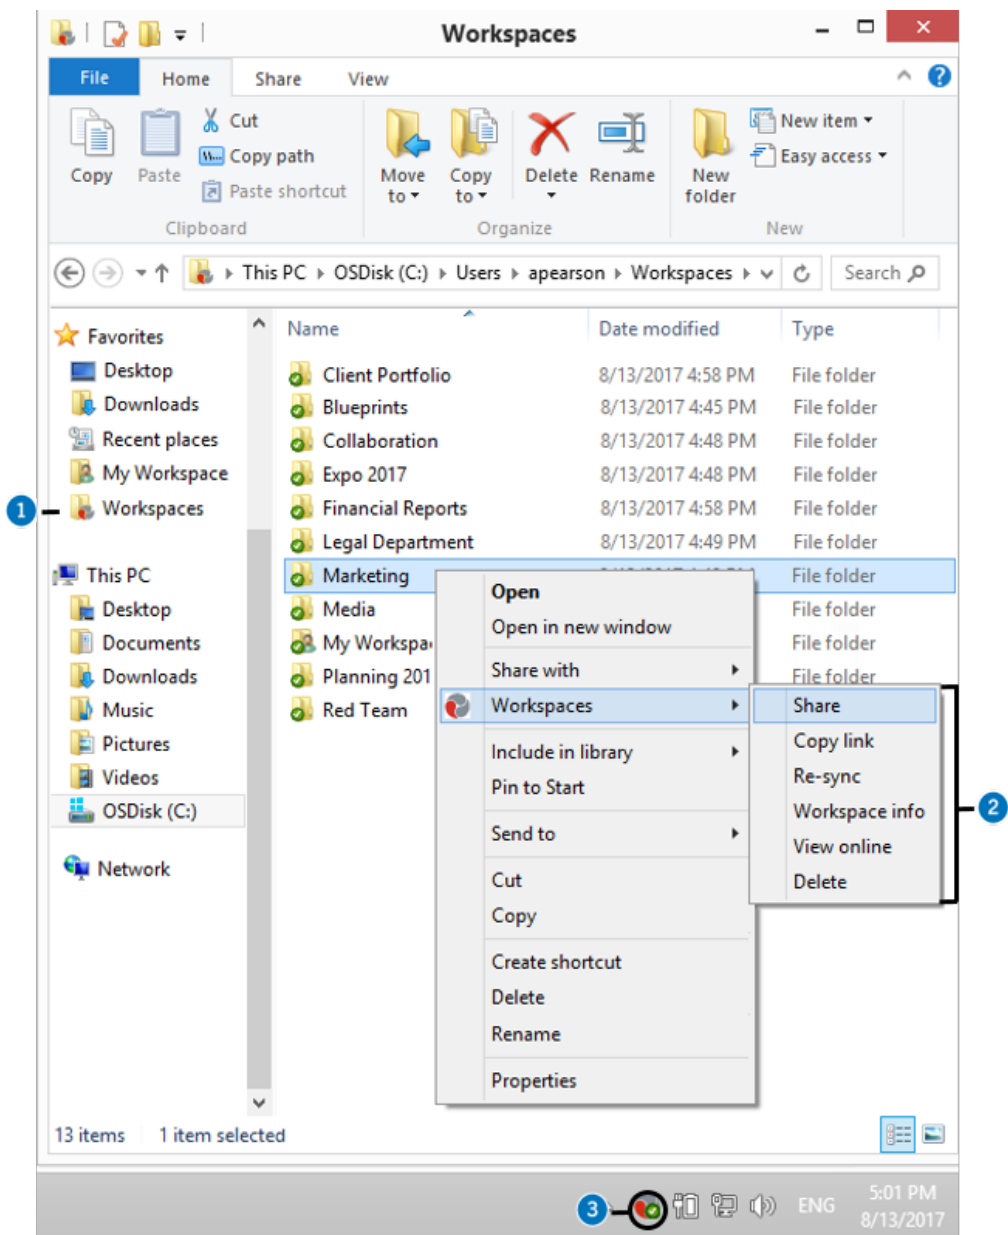 Workspaces
File Home Share View
Copy
Paste
Cut
Copy path
Paste shortcut
Clipboard
Move to
Copy to
Delete
Rename
Organize
New folder
New item
Easy access
New
This PC OSDisk (C:) Users apearson Workspaces
Search
Favorites
Desktop
Downloads
Recent places
My Workspace
1
Workspaces
This PC
Desktop
Documents
Downloads
Music
Pictures
Videos
OSDisk (C:)
Network
Name Date modified Type
Client Portfolio 8/13/2017 4:58 PM File folder
Blueprints 8/13/2017 4:45 PM File folder
Collaboration 8/13/2017 4:48 PM File folder
Expo 2017 8/13/2017 4:48 PM File folder
Financial Reports 8/13/2017 4:58 PM File folder
Legal Department 8/13/2017 4:49 PM File folder
Marketing File folder
Media File folder
My Workspa File folder
Planning 201 File folder
Red Team
Open
Open in new window
Share with
Workspaces
Include in library
Pin to Start
Send to
Cut
Copy
Create shortcut
Delete
Rename
Properties
Share
Copy link
Re-sync
Workspace info
View online
Delete
2
13 items 1 item selected
3
ENG
5:01 PM
8/13/2017